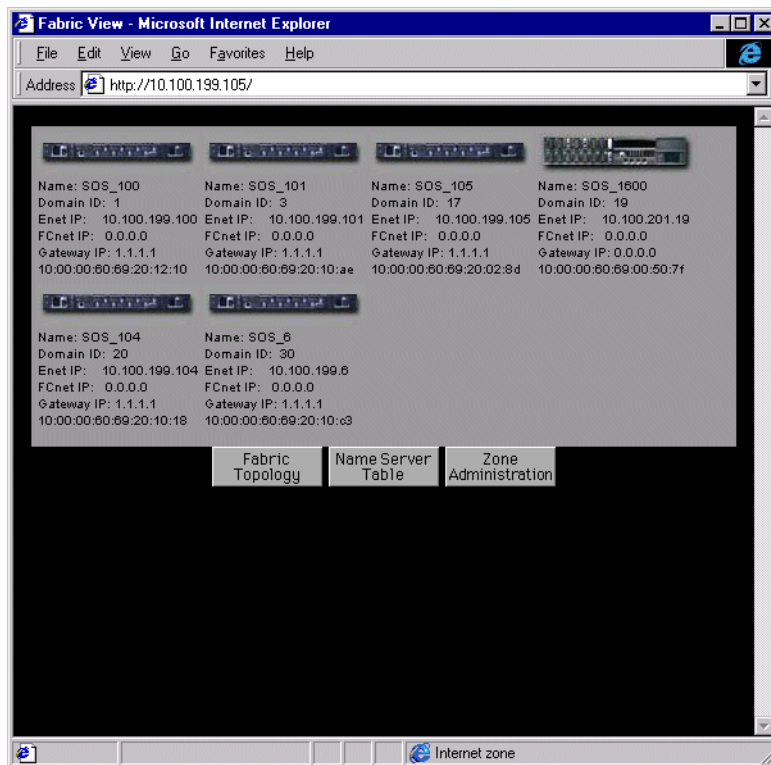 Fabric View - Microsoft Internet Explorer
File Edit View Go Favorites Help
Address http://10.100.199.105/
Name: SOS_100
Domain ID: 1
Enet IP: 10.100.199.100
FCnet IP: 0.0.0.0
Gateway IP: 1.1.1.1
10:00:00:60:69:20:12:10
Name: SOS_101
Domain ID: 3
Enet IP: 10.100.199.101
FCnet IP: 0.0.0.0
Gateway IP: 1.1.1.1
10:00:00:60:69:20:10:ae
Name: SOS_105
Domain ID: 17
Enet IP: 10.100.199.105
FCnet IP: 0.0.0.0
Gateway IP: 1.1.1.1
10:00:00:60:69:20:02:8d
Name: SOS_1600
Domain ID: 19
Enet IP: 10.100.201.19
FCnet IP: 0.0.0.0
Gateway IP: 0.0.0.0
10:00:00:60:69:00:50:7f
Name: SOS_104
Domain ID: 20
Enet IP: 10.100.199.104
FCnet IP: 0.0.0.0
Gateway IP: 1.1.1.1
10:00:00:60:69:20:10:18
Name: SOS_6
Domain ID: 30
Enet IP: 10.100.199.6
FCnet IP: 0.0.0.0
Gateway IP: 1.1.1.1
10:00:00:60:69:20:10:c3
Fabric
Topology
Name Server
Table
Zone
Administration
Internet zone